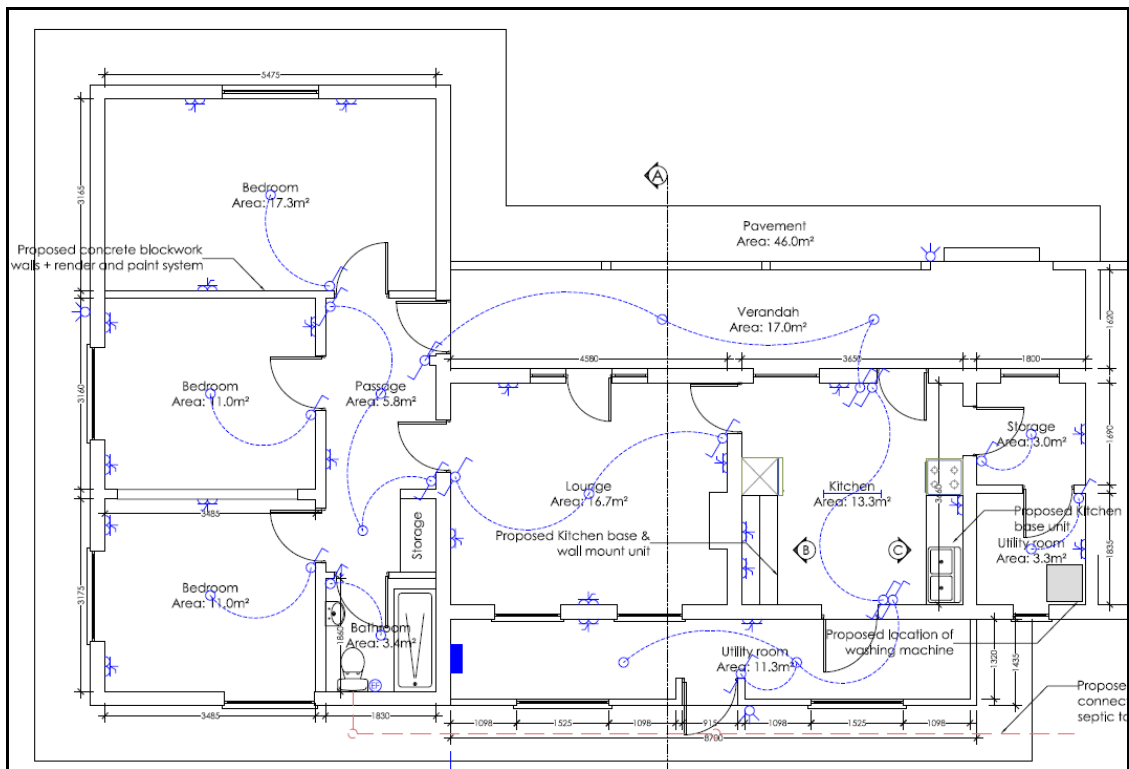 5475
Bedroom
Area: 17.3m²
3165
A
Pavement
Area: 46.0m²
Proposed concrete blockwork
walls + render and paint system
Verandah
Area: 17.0m²
1620
4580
3650
1800
Bedroom
Area: 11.0m²
3160
Passage
Area: 5.8m²
Storage
Area: 3.0m²
1690
Lounge
Area: 16.7m²
Kitchen
Area: 13.3m²
3660
3485
Storage
Proposed Kitchen base &
wall mount unit
B
C
Proposed Kitchen
base unit
Utility room
Area: 3.3m²
1835
Bedroom
Area: 11.0m²
3175
Bathroom
Area: 3.4m²
1860
Utility room
Area: 11.3m²
Proposed location of
washing machine
1320
1435
Propose
connec
septic ta
3485
1830
1098
1525
1098
915
1098
1525
1098
8700